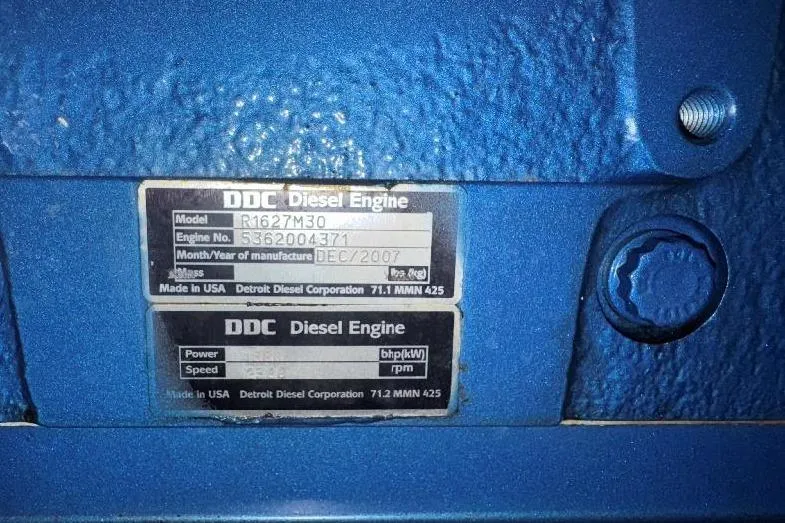 DDC Diesel Engine
Model R1627M30
Engine No. 5362004371
Month/Year of manufacture DEC/2007
Mass lbs (kg)
Made in USA Detroit Diesel Corporation 71.1 MMN 425
DDC Diesel Engine
Power bhp(kW)
Speed rpm
Made in USA Detroit Diesel Corporation 71.2 MMN 425